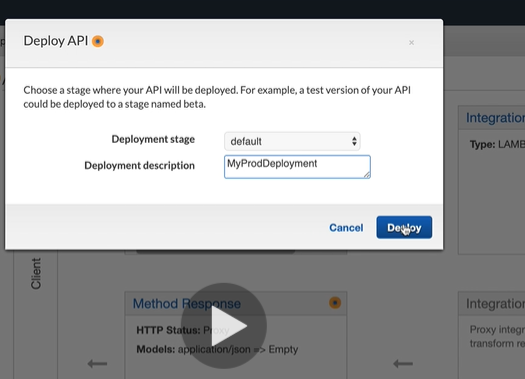 Deploy API
Choose a stage where your API will be deployed. For example, a test version of your API
could be deployed to a stage named beta.
Deployment stage
default
Deployment description
MyProdDeployment
Cancel
Deploy
Integration
Type: LAMB
Client
Method Response
HTTP Status:
Models: application/json => Empty
Integration
Proxy integr
transform re